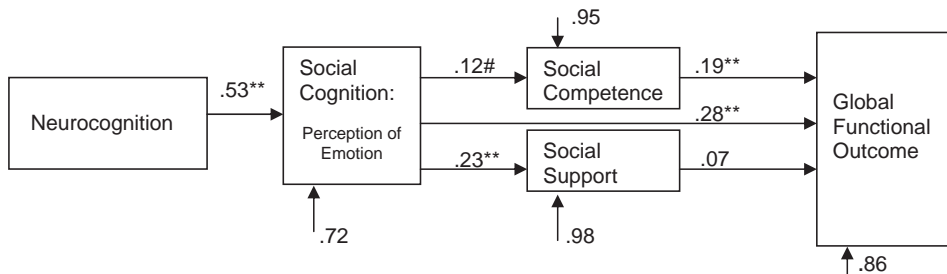 .95
Social
Cognition:
Perception of
Emotion
.12#
Social
Competence
.19**
Global
Functional
Outcome
.53**
Neurocognition
.28**
.23**
Social
Support
.07
.72
.98
.86